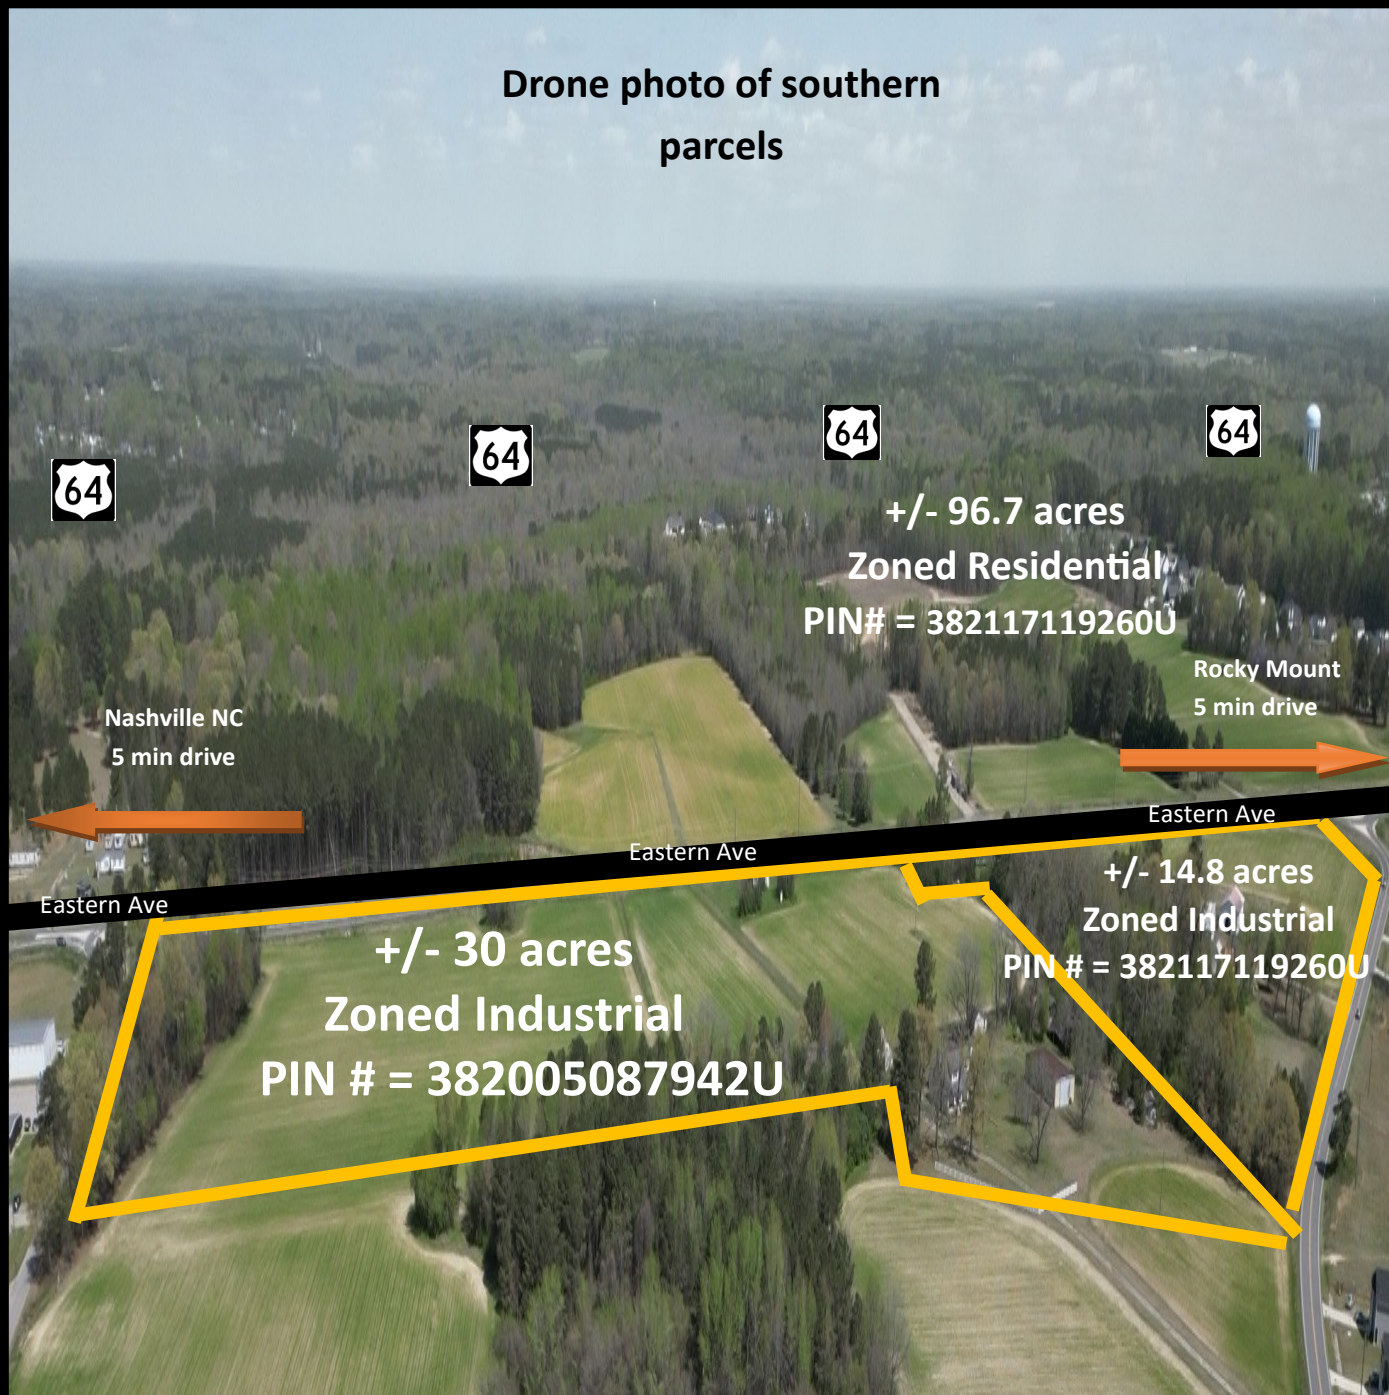 Drone photo of southern
parcels
64
64
64
64
+/- 96.7 acres
Zoned Residential
PIN# = 382117119260U
Rocky Mount
5 min drive
Nashville NC
5 min drive
Eastern Ave
Eastern Ave
Eastern Ave
+/- 14.8 acres
Zoned Industrial
PIN # = 382117119260U
+/- 30 acres
Zoned Industrial
PIN # = 382005087942U